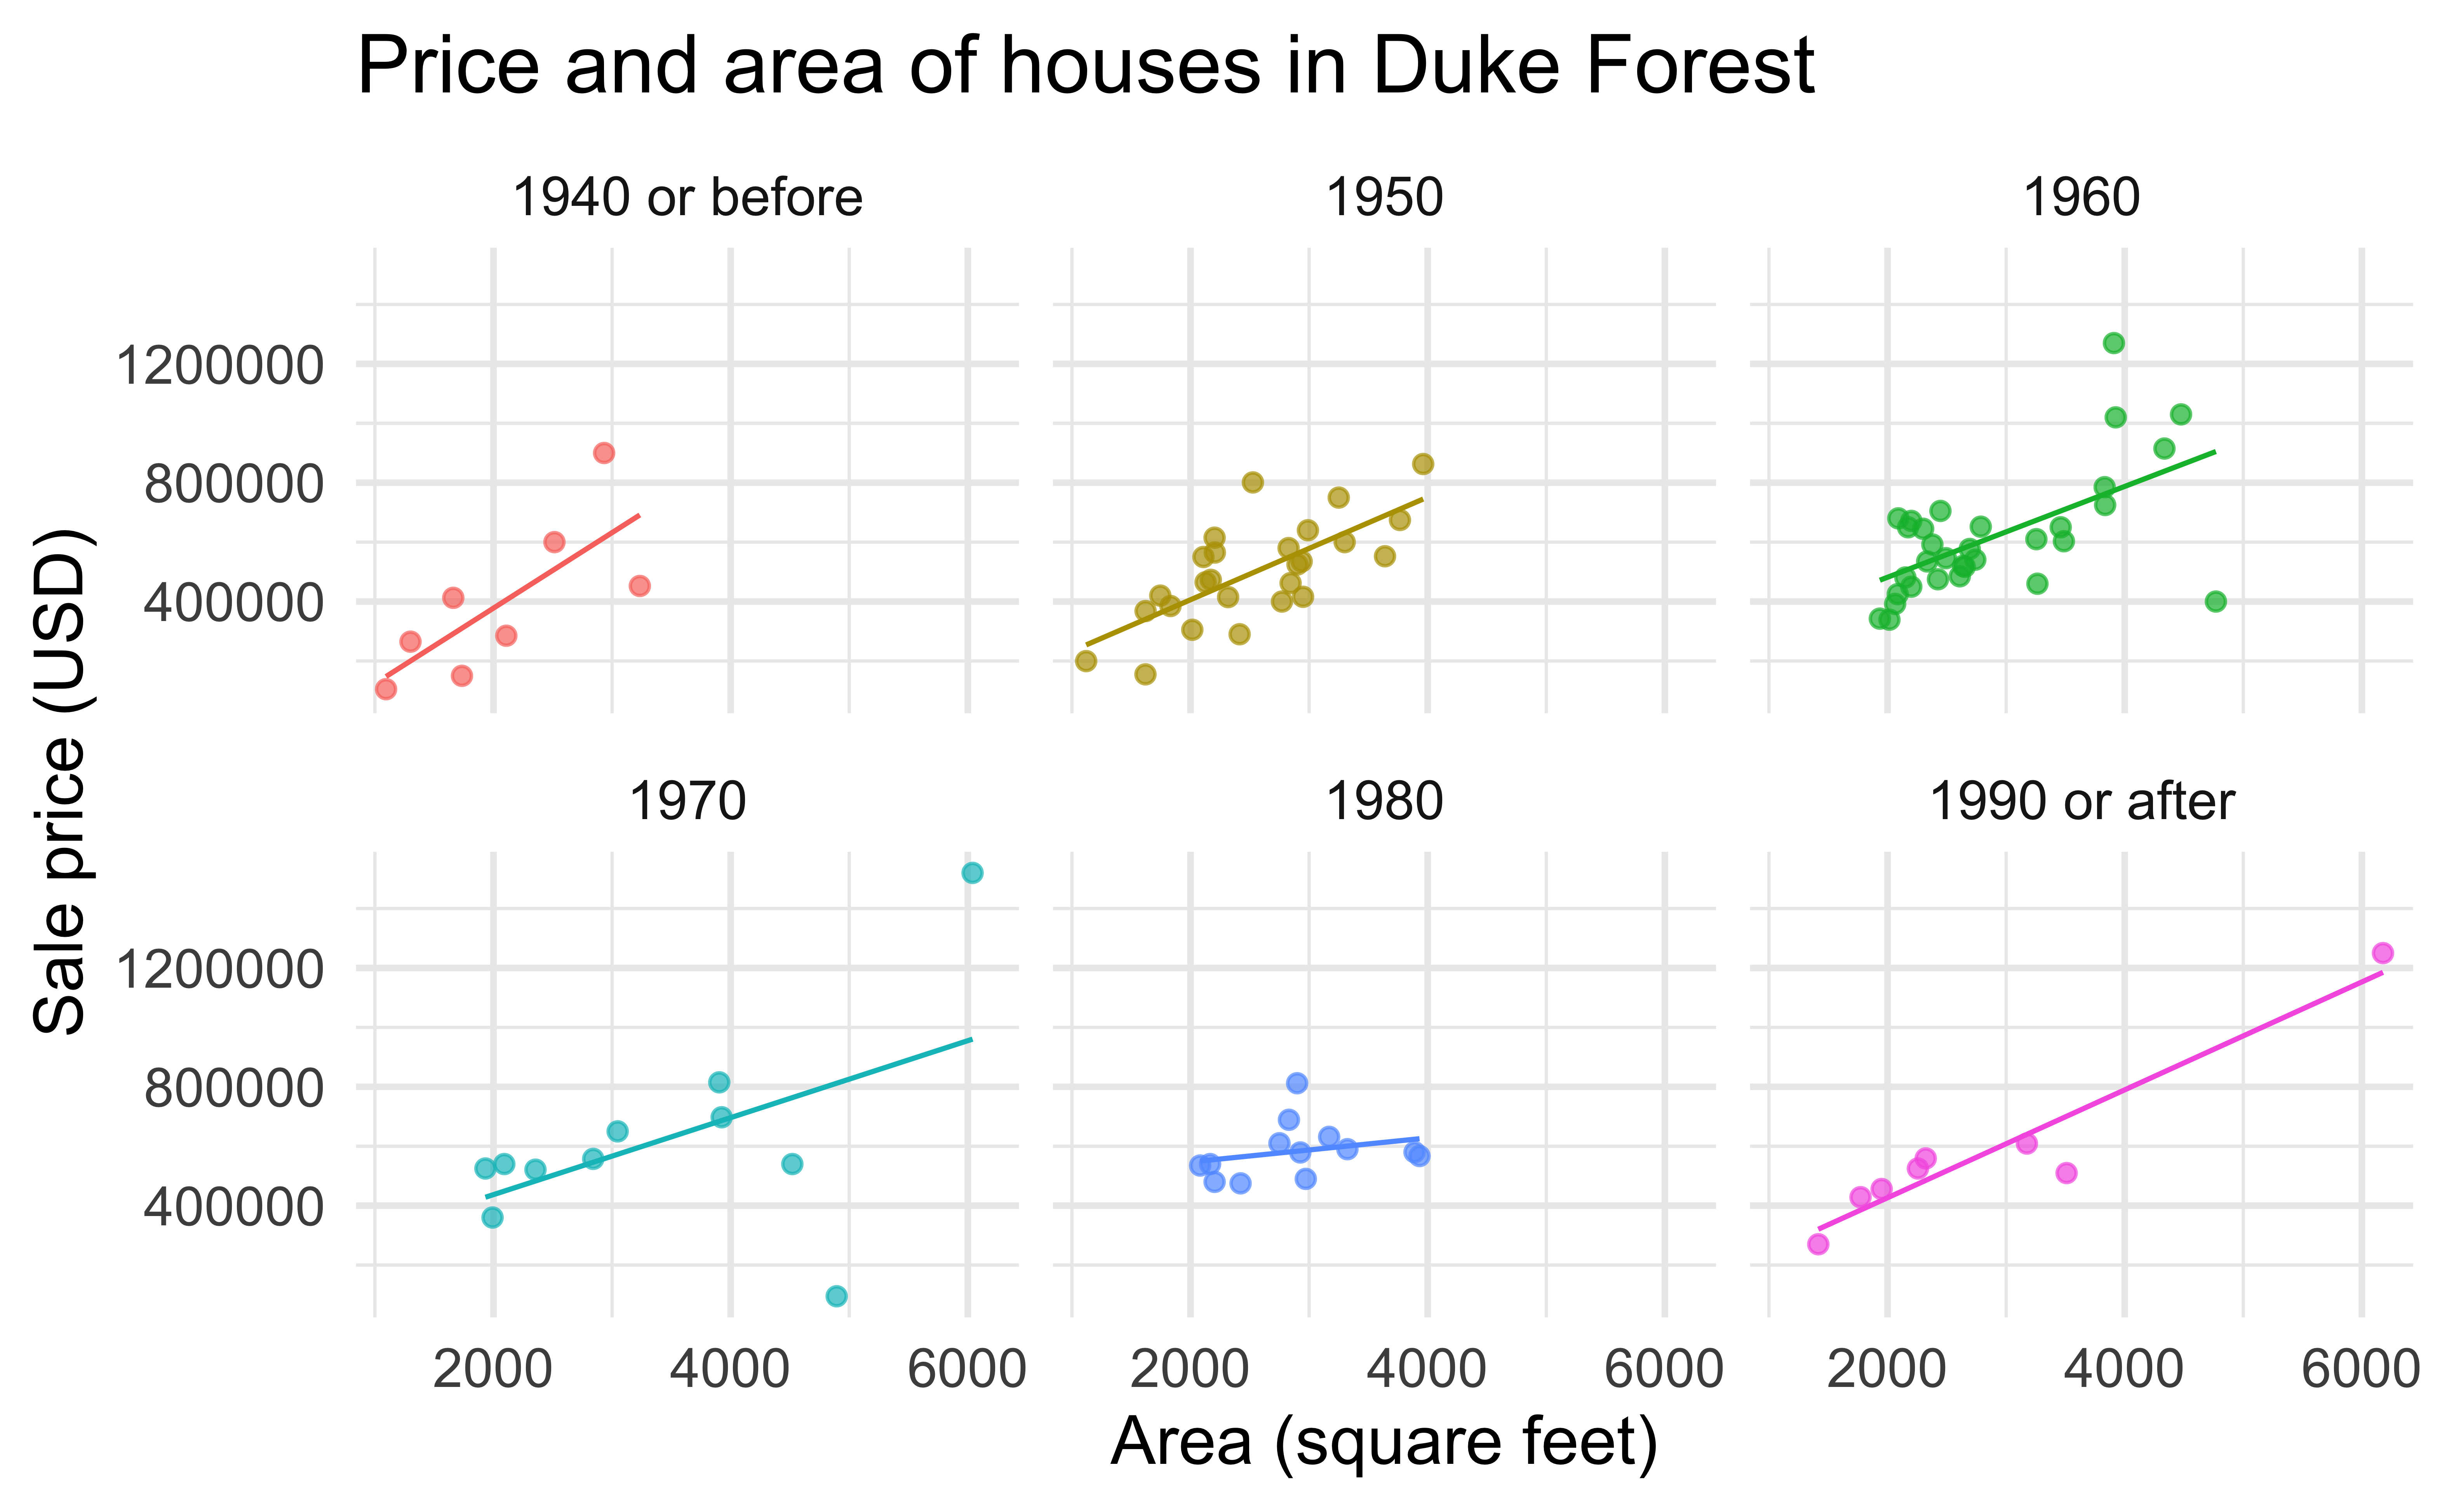 Price and area of houses in Duke Forest
1940 or before
1950
1960
1200000
800000
400000
Sale price (USD)
1970
1980
1990 or after
1200000
800000
400000
2000 4000 6000 2000 4000 6000 2000 4000 6000
Area (square feet)